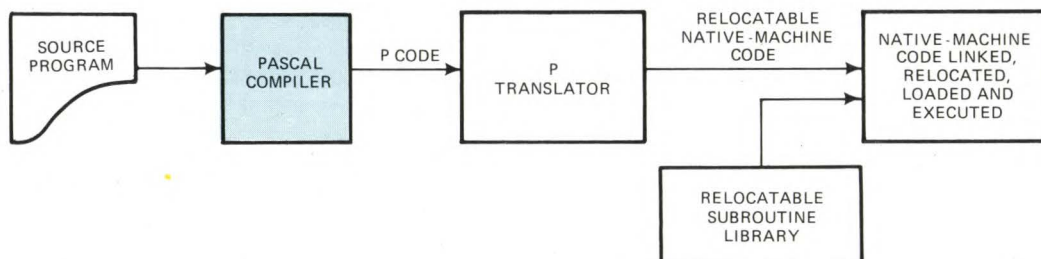 SOURCE
PROGRAM
PASCAL
COMPILER
P CODE
P
TRANSLATOR
RELOCATABLE
NATIVE-MACHINE
CODE
NATIVE-MACHINE
CODE LINKED,
RELOCATED,
LOADED AND
EXECUTED
RELOCATABLE
SUBROUTINE
LIBRARY